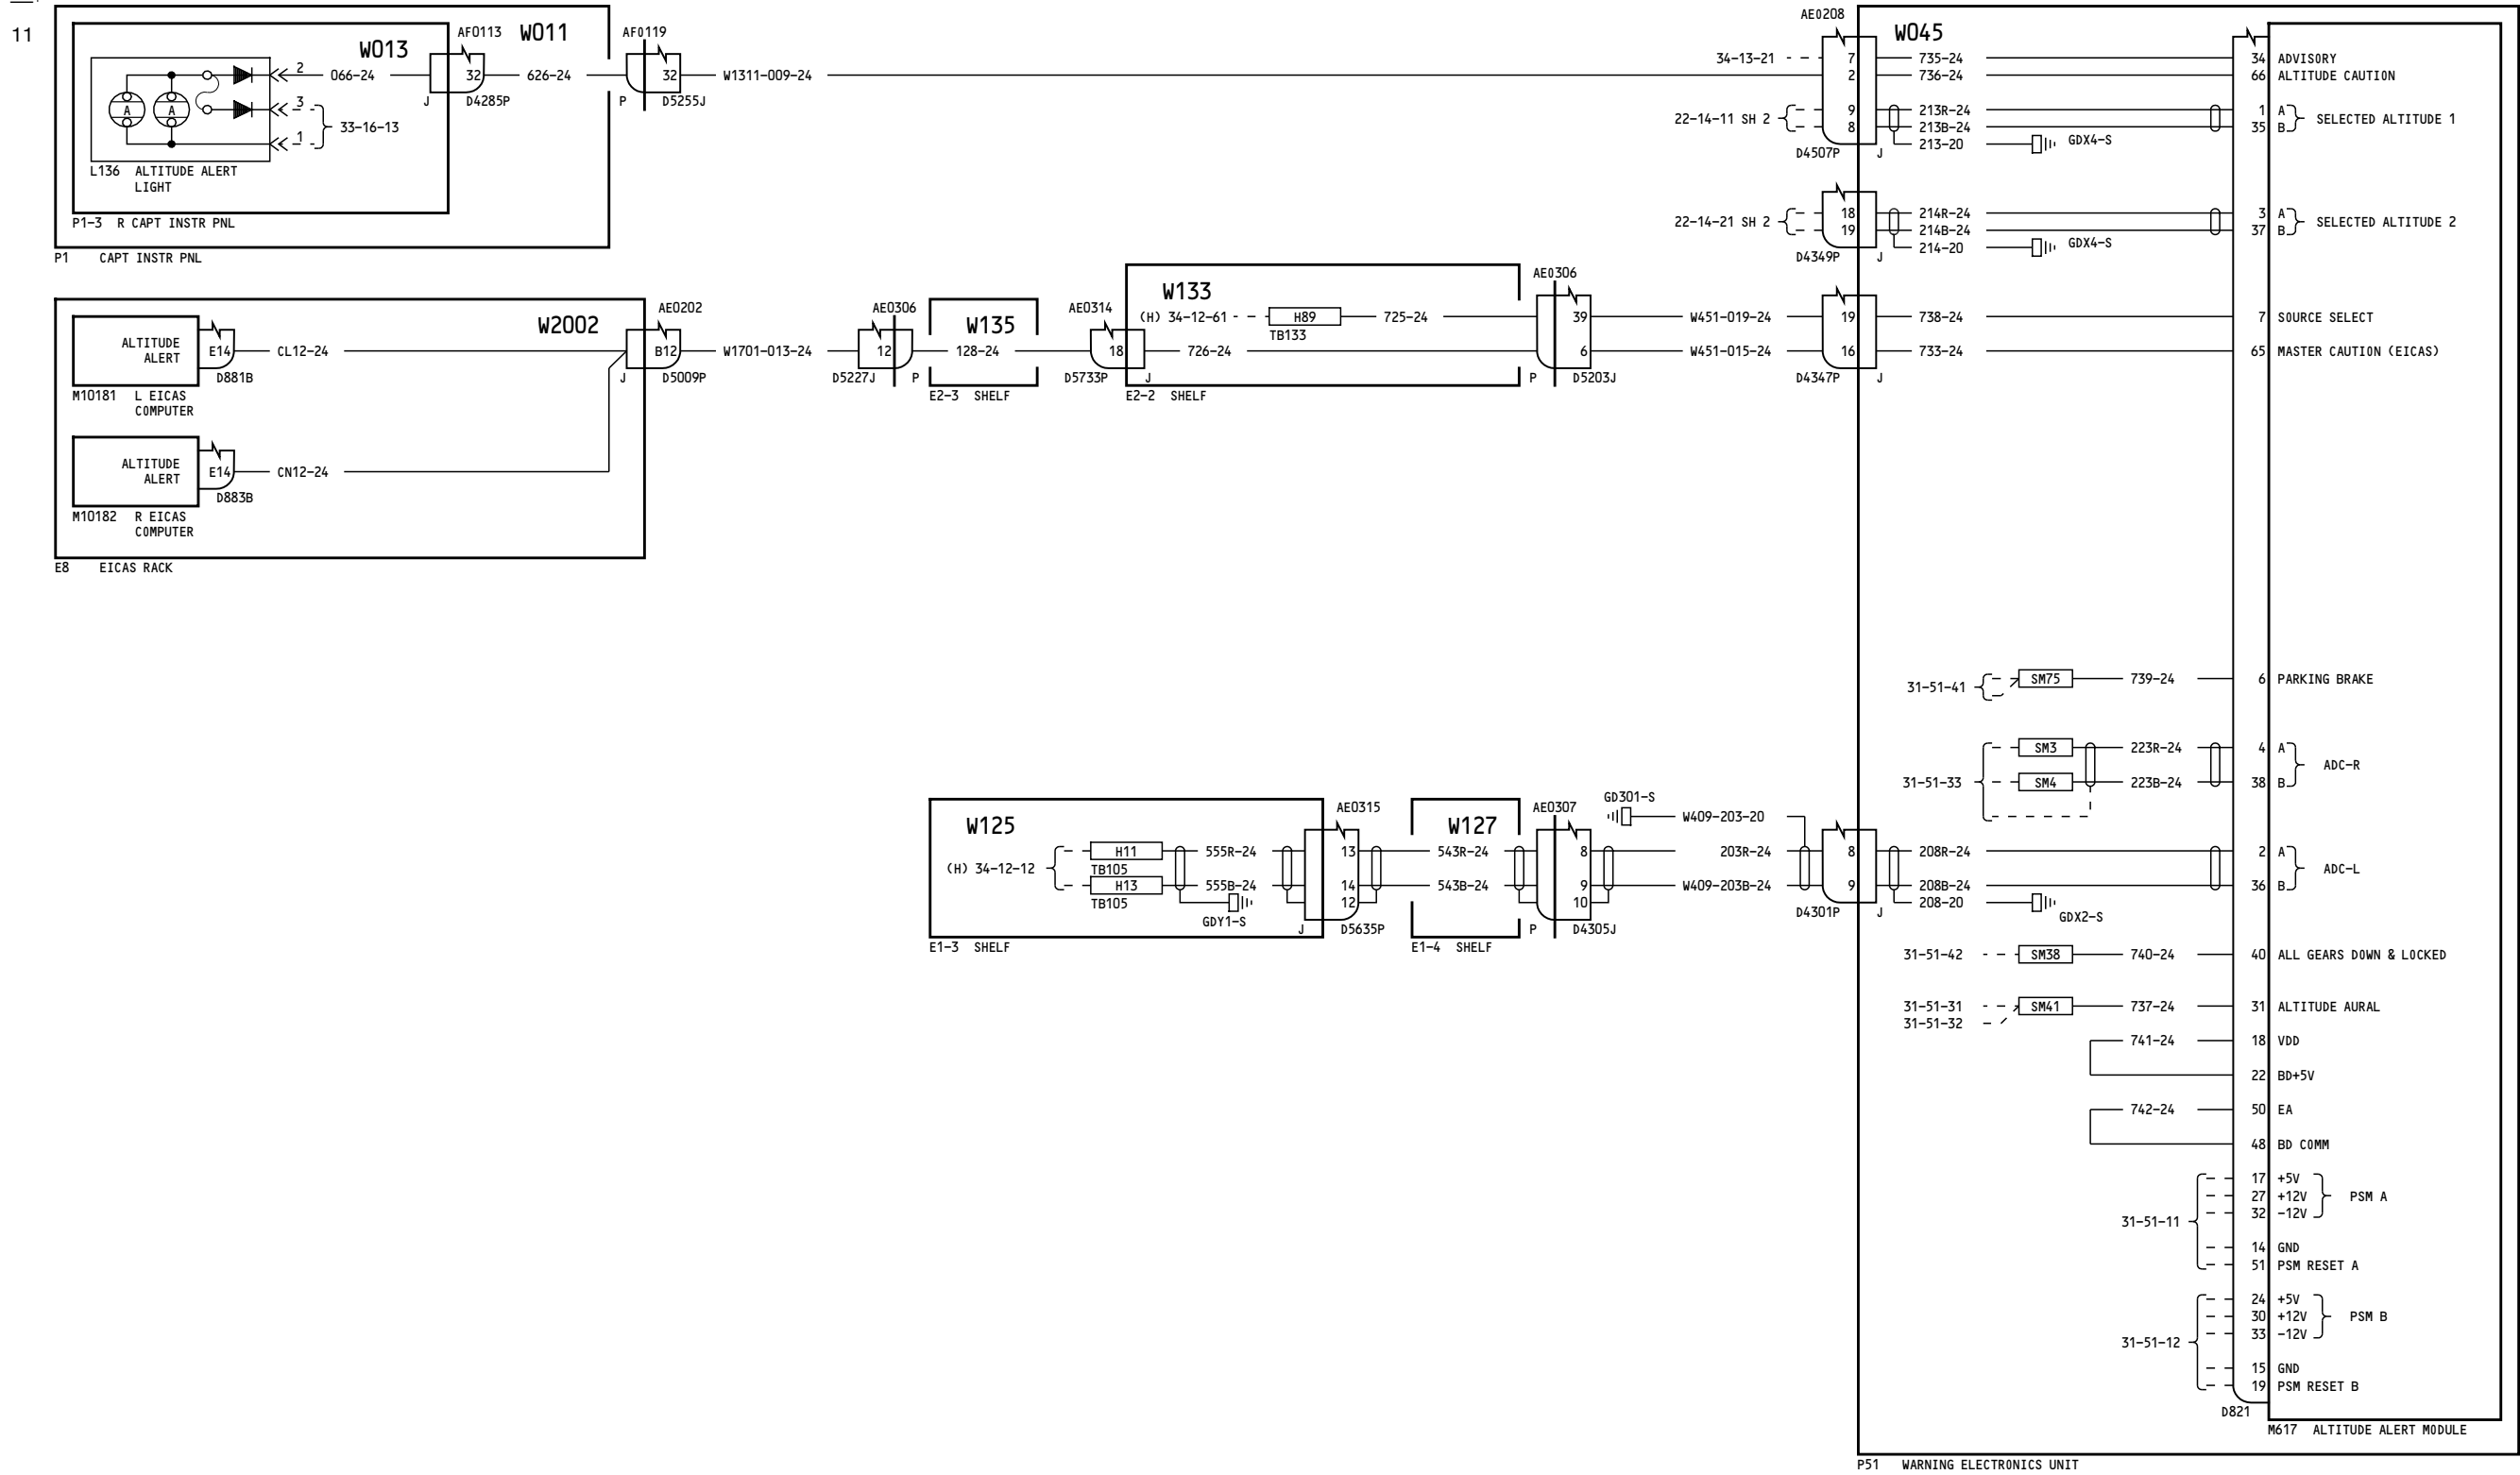 11
W013
AF0113
W011
AF0119
2
066-24
32
626-24
32
W1311-009-24
J
D4285P
P
D5255J
A
A
3
33-16-13
1
L136 ALTITUDE ALERT
LIGHT
P1-3 R CAPT INSTR PNL
P1 CAPT INSTR PNL
AE0208
W045
34-13-21
7
735-24
34 ADVISORY
2
736-24
66 ALTITUDE CAUTION
22-14-11 SH 2
9
213R-24
1 A
8
213B-24
35 B
SELECTED ALTITUDE 1
213-20
GDX4-S
D4507P
J
22-14-21 SH 2
18
214R-24
3 A
19
214B-24
37 B
SELECTED ALTITUDE 2
214-20
GDX4-S
D4349P
J
W2002
AE0202
AE0306
W135
AE0314
W133
AE0306
(H) 34-12-61
H89
TB133
725-24
39
W451-019-24
19
738-24
7 SOURCE SELECT
ALTITUDE
ALERT
E14
CL12-24
D881B
B12
W1701-013-24
12
128-24
18
726-24
6
W451-015-24
16
733-24
65 MASTER CAUTION (EICAS)
J
D5009P
D5227J
P
D5733P
J
P
D5203J
D4347P
J
M10181 L EICAS
COMPUTER
E2-3 SHELF
E2-2 SHELF
ALTITUDE
ALERT
E14
CN12-24
D883B
M10182 R EICAS
COMPUTER
E8 EICAS RACK
31-51-41
SM75
739-24
6 PARKING BRAKE
31-51-33
SM3
223R-24
4 A
SM4
223B-24
38 B
ADC-R
W125
AE0315
W127
AE0307
GD301-S
W409-203-20
(H) 34-12-12
H11
TB105
555R-24
13
543R-24
8
203R-24
8
208R-24
2 A
H13
TB105
555B-24
14
543B-24
9
W409-203B-24
9
208B-24
36 B
ADC-L
12
10
208-20
GDX2-S
GDY1-S
J
D5635P
P
D4305J
D4301P
J
E1-3 SHELF
E1-4 SHELF
31-51-42
SM38
740-24
40 ALL GEARS DOWN & LOCKED
31-51-31
31-51-32
SM41
737-24
31 ALTITUDE AURAL
741-24
18 VDD
22 BD+5V
742-24
50 EA
48 BD COMM
31-51-11
17 +5V
27 +12V
32 -12V
PSM A
14 GND
51 PSM RESET A
31-51-12
24 +5V
30 +12V
33 -12V
PSM B
15 GND
19 PSM RESET B
D821
M617 ALTITUDE ALERT MODULE
P51 WARNING ELECTRONICS UNIT